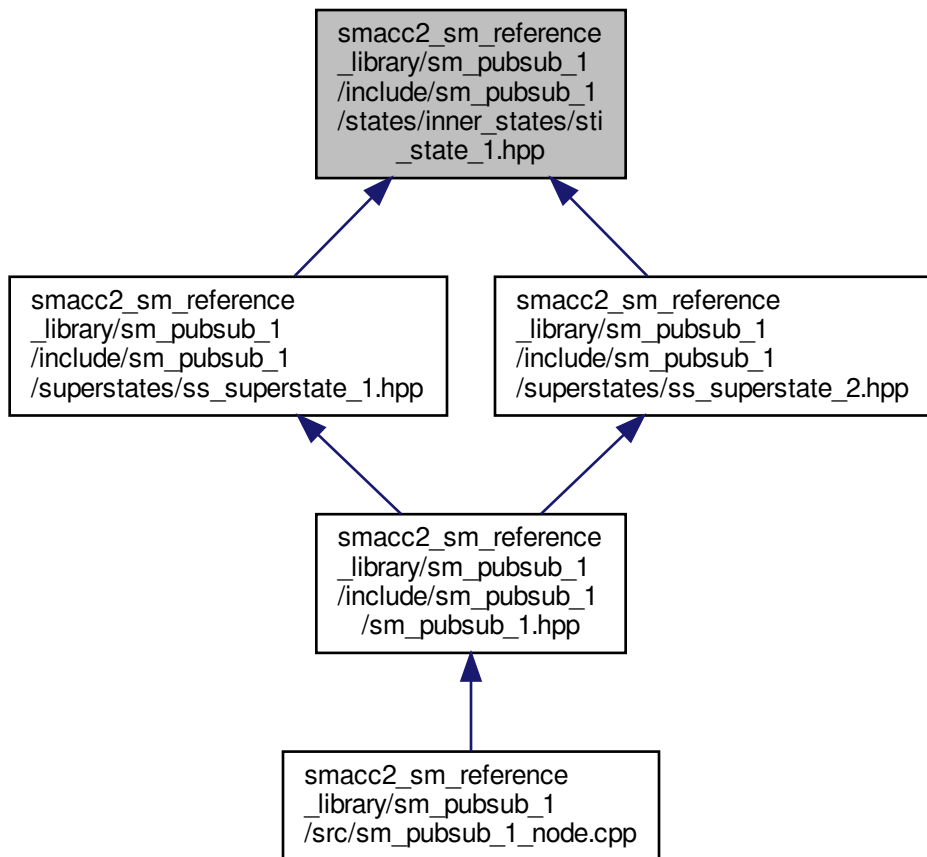 smacc2_sm_reference
_library/sm_pubsub_1
/include/sm_pubsub_1
/states/inner_states/sti
_state_1.hpp
smacc2_sm_reference
_library/sm_pubsub_1
/include/sm_pubsub_1
/superstates/ss_superstate_1.hpp
smacc2_sm_reference
_library/sm_pubsub_1
/include/sm_pubsub_1
/superstates/ss_superstate_2.hpp
smacc2_sm_reference
_library/sm_pubsub_1
/include/sm_pubsub_1
/sm_pubsub_1.hpp
smacc2_sm_reference
_library/sm_pubsub_1
/src/sm_pubsub_1_node.cpp